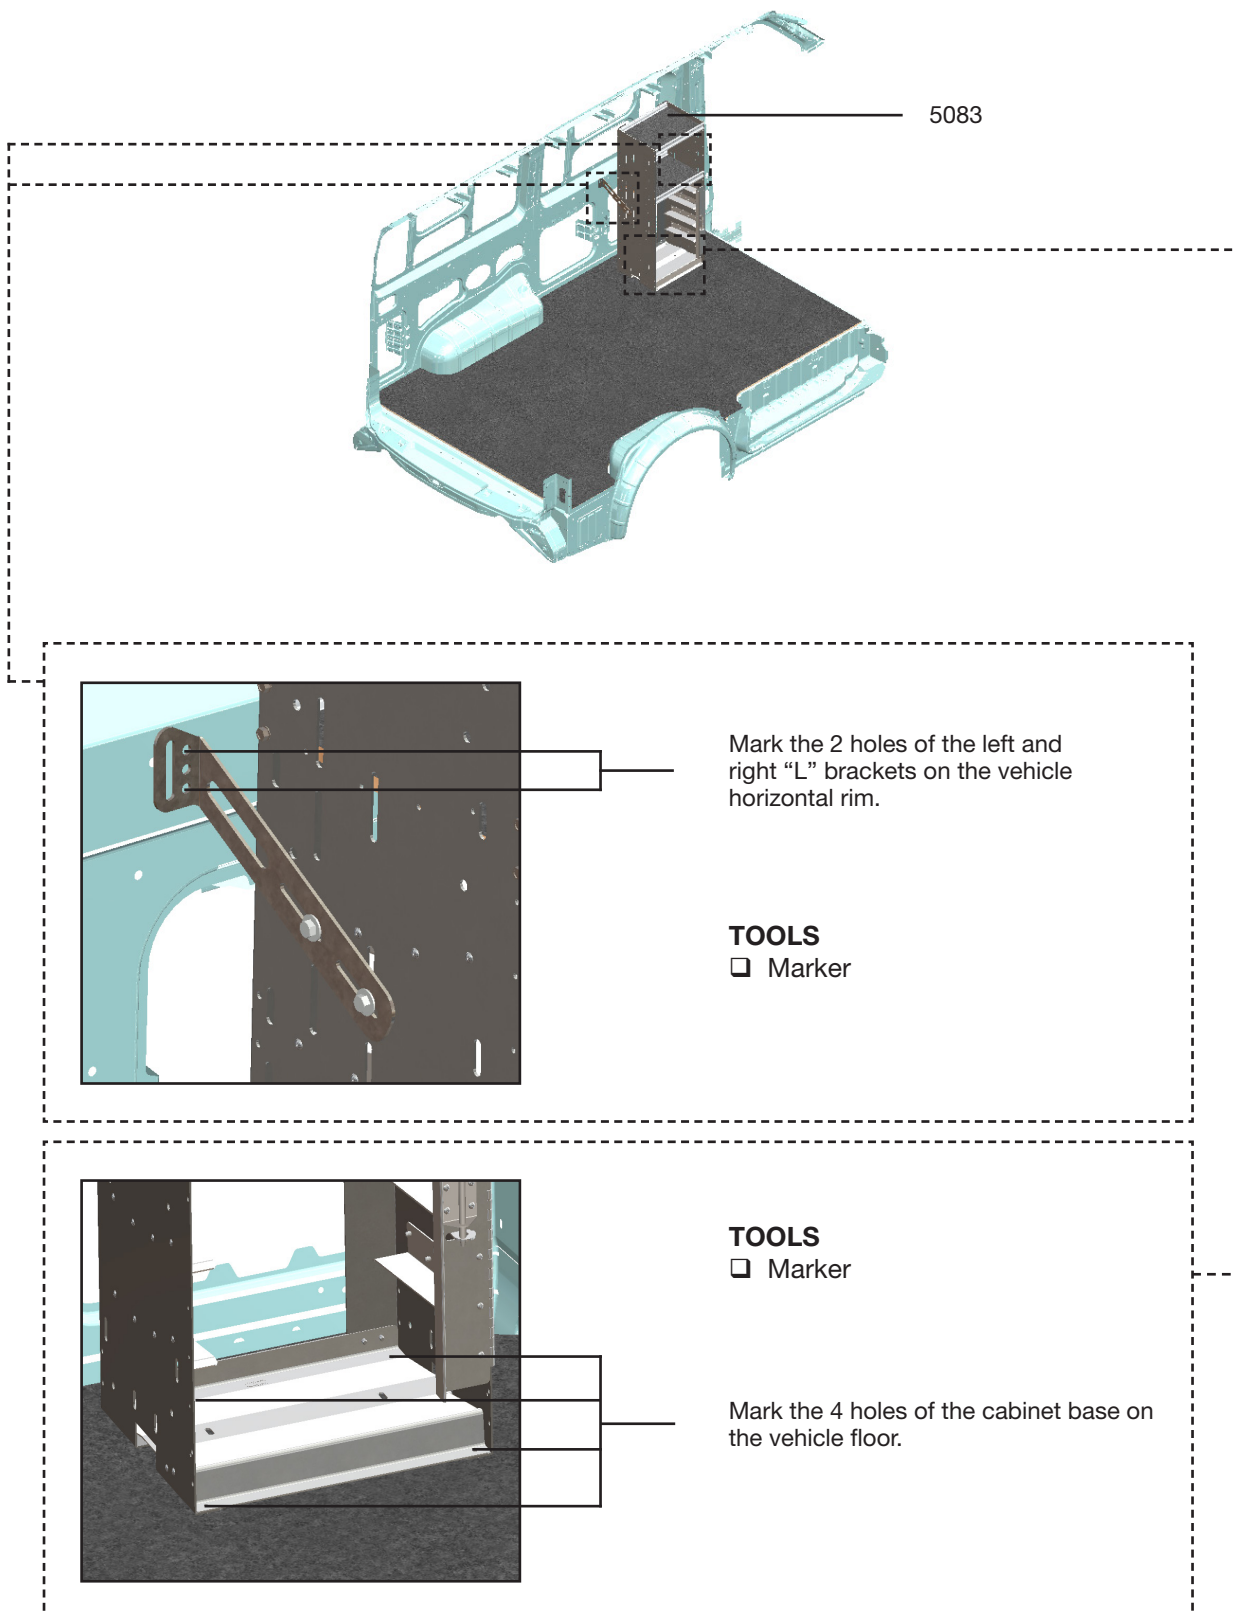 5083
Mark the 2 holes of the left and
right “L” brackets on the vehicle
horizontal rim.
TOOLS
❑ Marker
TOOLS
❑ Marker
Mark the 4 holes of the cabinet base on
the vehicle floor.